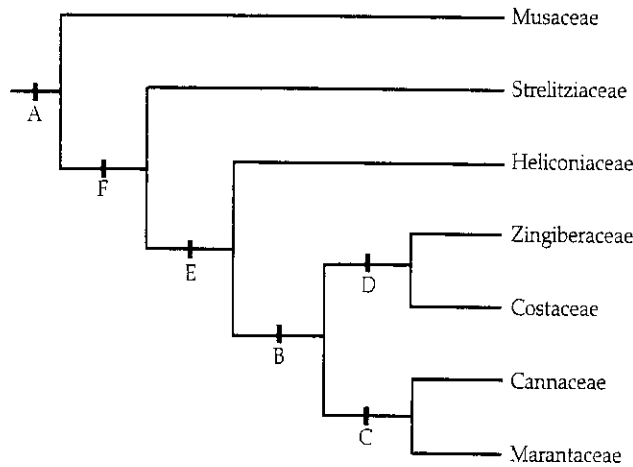 Musaceae
Strelitziaceae
A
Heliconiaceae
F
Zingiberaceae
E
D
Costaceae
B
Cannaceae
C
Marantaceae